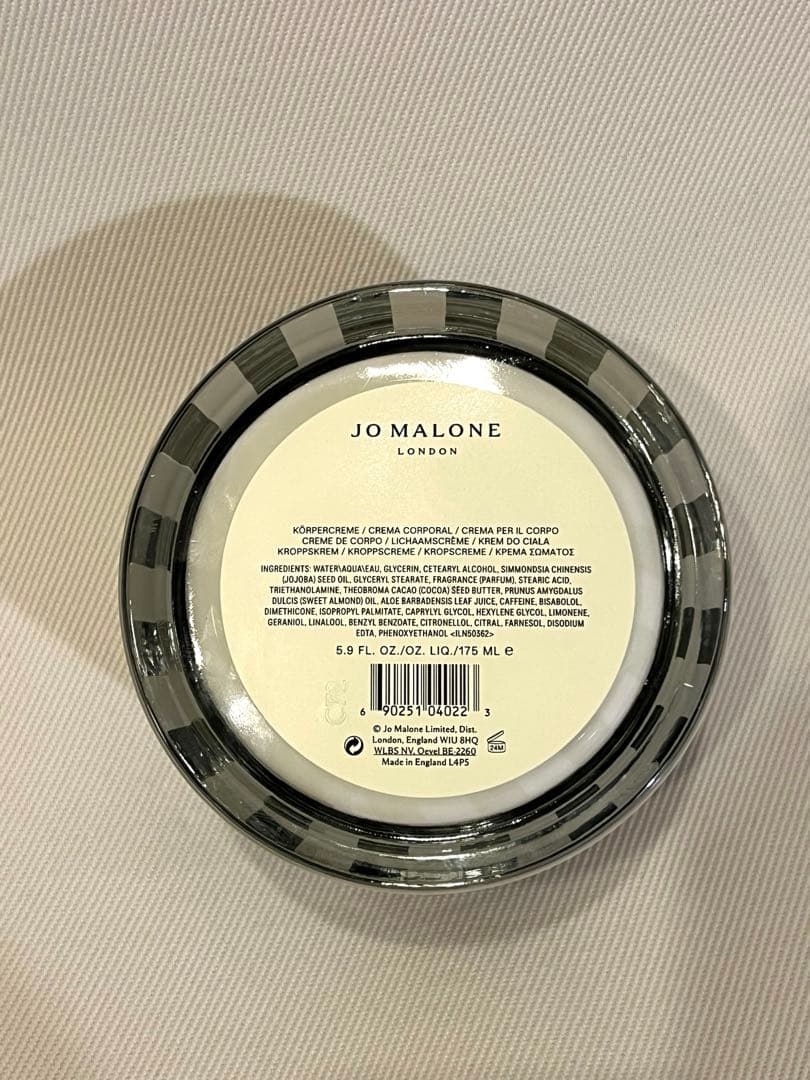 JO MALONE
LONDON
KÖRPERCREME / CREMA CORPORAL / CREMA PER IL CORPO
CREME DE CORPO / LICHAAMSCRÈME / KREM DO CIAŁA
KROPPSKREM / KROPPSCREME / KROPSCREME / ΚΡΕΜΑ ΣΩΜΑΤΟΣ
INGREDIENTS: WATER\AQUA\EAU, GLYCERIN, CETEARYL ALCOHOL, SIMMONDSIA CHINENSIS
(JOJOBA) SEED OIL, GLYCERYL STEARATE, FRAGRANCE (PARFUM), STEARIC ACID,
TRIETHANOLAMINE, THEOBROMA CACAO (COCOA) SEED BUTTER, PRUNUS AMYGDALUS
DULCIS (SWEET ALMOND) OIL, ALOE BARBADENSIS LEAF JUICE, CAFFEINE, BISABOLOL,
DIMETHICONE, ISOPROPYL PALMITATE, CAPRYLYL GLYCOL, HEXYLENE GLYCOL, LIMONENE,
GERANIOL, LINALOOL, BENZYL BENZOATE, CITRONELLOL, CITRAL, FARNESOL, DISODIUM
EDTA, PHENOXYETHANOL <ILN50362>
5.9 FL. OZ./OZ. LIQ./175 ML ℮
6 90251 04022 3
© Jo Malone Limited, Dist.
London, England W1U 8HQ
WLBS NV. Oevel BE-2260
Made in England L4P5
24M